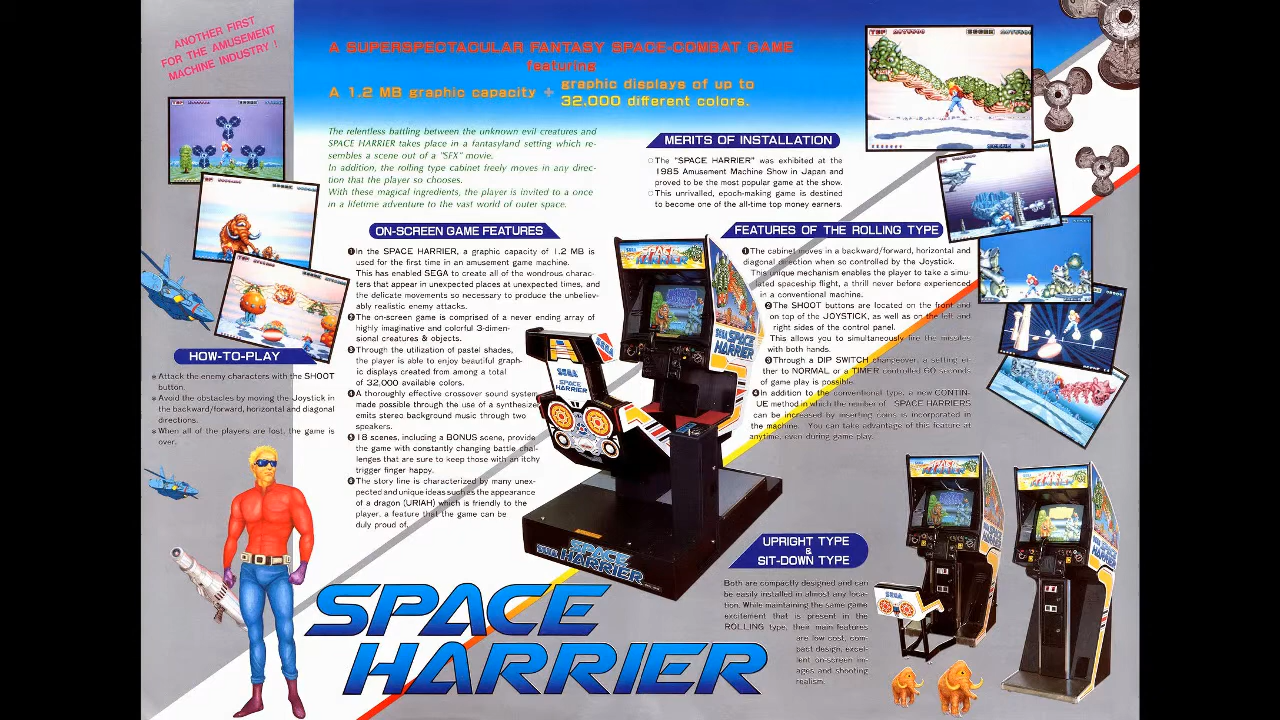 ANOTHER FIRST
FOR THE AMUSEMENT
MACHINE INDUSTRY !
A SUPERSPECTACULAR FANTASY SPACE-COMBAT GAME
featuring
A 1.2 MB graphic capacity + graphic displays of up to
32,000 different colors.
The relentless battling between the unknown evil creatures and
SPACE HARRIER takes place in a fantasyland setting which re-
sembles a scene out of a "SFX" movie.
In addition, the rolling type cabinet freely moves in any direc-
tion that the player so chooses.
With these magical ingredients, the player is invited to a once
in a lifetime adventure to the vast world of outer space.
MERITS OF INSTALLATION
○The "SPACE HARRIER" was exhibited at the
1985 Amusement Machine Show in Japan and
proved to be the most popular game at the show.
○This unrivalled, epoch-making game is destined
to become one of the all-time top money earners.
ON-SCREEN GAME FEATURES
❶In the SPACE HARRIER, a graphic capacity of 1.2 MB is
used for the first time in an amusement game machine.
This has enabled SEGA to create all of the wondrous charac-
ters that appear in unexpected places at unexpected times, and
the delicate movements so necessary to produce the unbeliev-
ably realistic enemy attacks.
❷The on-screen game is comprised of a never ending array of
highly imaginative and colorful 3-dimen-
sional creatures & objects.
❸Through the utilization of pastel shades,
the player is able to enjoy beautiful graph-
ic displays created from among a total
of 32,000 available colors.
❹A thoroughly effective crossover sound system
made possible through the use of a synthesizer
emits stereo background music through two
speakers.
❺18 scenes, including a BONUS scene, provide
the game with constantly changing battle chal-
lenges that are sure to keep those with an itchy
trigger finger happy.
❻The story line is characterized by many unex-
pected and unique ideas such as the appearance
of a dragon (URIAH) which is friendly to the
player, a feature that the game can be
duly proud of.
FEATURES OF THE ROLLING TYPE
❶The cabinet moves in a backward/forward, horizontal and
diagonal direction when so controlled by the Joystick.
This unique mechanism enables the player to take a simu-
lated spaceship flight, a thrill never before experienced
in a conventional machine.
❷The SHOOT buttons are located on the front and
on top of the JOYSTICK, as well as on the left and
right sides of the control panel.
This allows you to simultaneously fire the missiles
with both hands.
❸Through a DIP SWITCH changeover, a setting ei-
ther to NORMAL or a TIMER controlled 60 seconds
of game play is possible.
❹In addition to the conventional type, a new CONTIN-
UE method in which the number of SPACE HARRIERS
can be increased by inserting coins is incorporated in
the machine. You can take advantage of this feature at
anytime, even during game play.
HOW-TO-PLAY
＊Attack the enemy characters with the SHOOT
button.
＊Avoid the obstacles by moving the Joystick in
the backward/forward, horizontal and diagonal
directions.
＊When all of the players are lost, the game is
over.
UPRIGHT TYPE
&
SIT-DOWN TYPE
Both are compactly designed and can
be easily installed in almost any loca-
tion. While maintaining the same game
excitement that is present in the
ROLLING type, their main features
are low cost, com-
pact design, excel-
lent on-screen im-
ages and shooting
realism.
SPACE
HARRIER
SPACE
HARRIER
SEGA
SEGA
SPACE
HARRIER
SEGA SPACE
HARRIER
SEGA SPACE
HARRIER
SEGA